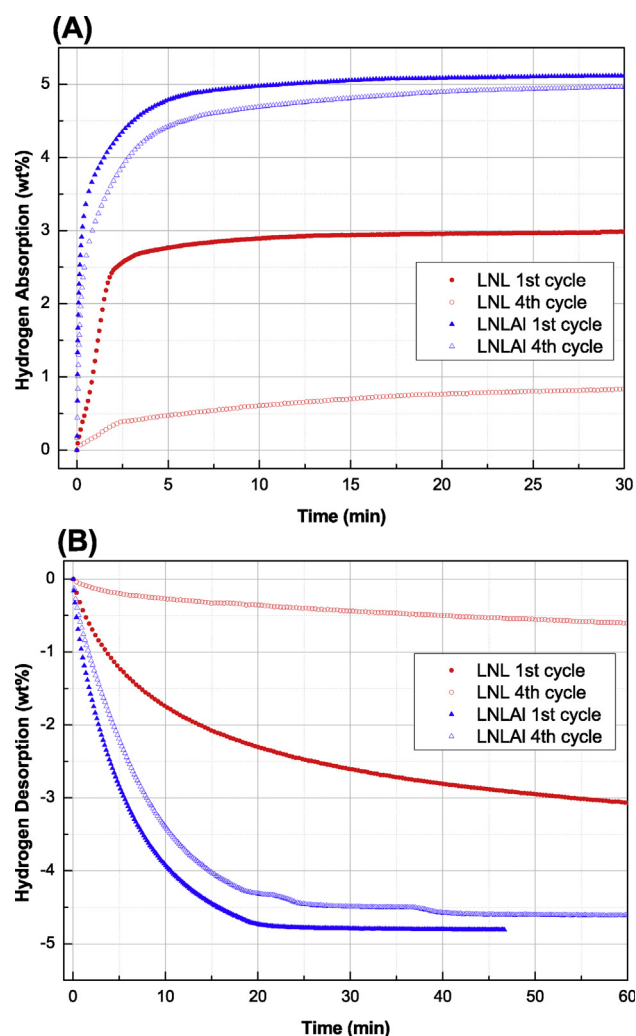 (A)
Hydrogen Absorption (wt%)
5
4
3
2
1
0
LNL 1st cycle
LNL 4th cycle
LNLAl 1st cycle
LNLAl 4th cycle
0 5 10 15 20 25 30
Time (min)
(B)
Hydrogen Desorption (wt%)
0
-1
-2
-3
-4
-5
LNL 1st cycle
LNL 4th cycle
LNLAl 1st cycle
LNLAl 4th cycle
0 10 20 30 40 50 60
Time (min)